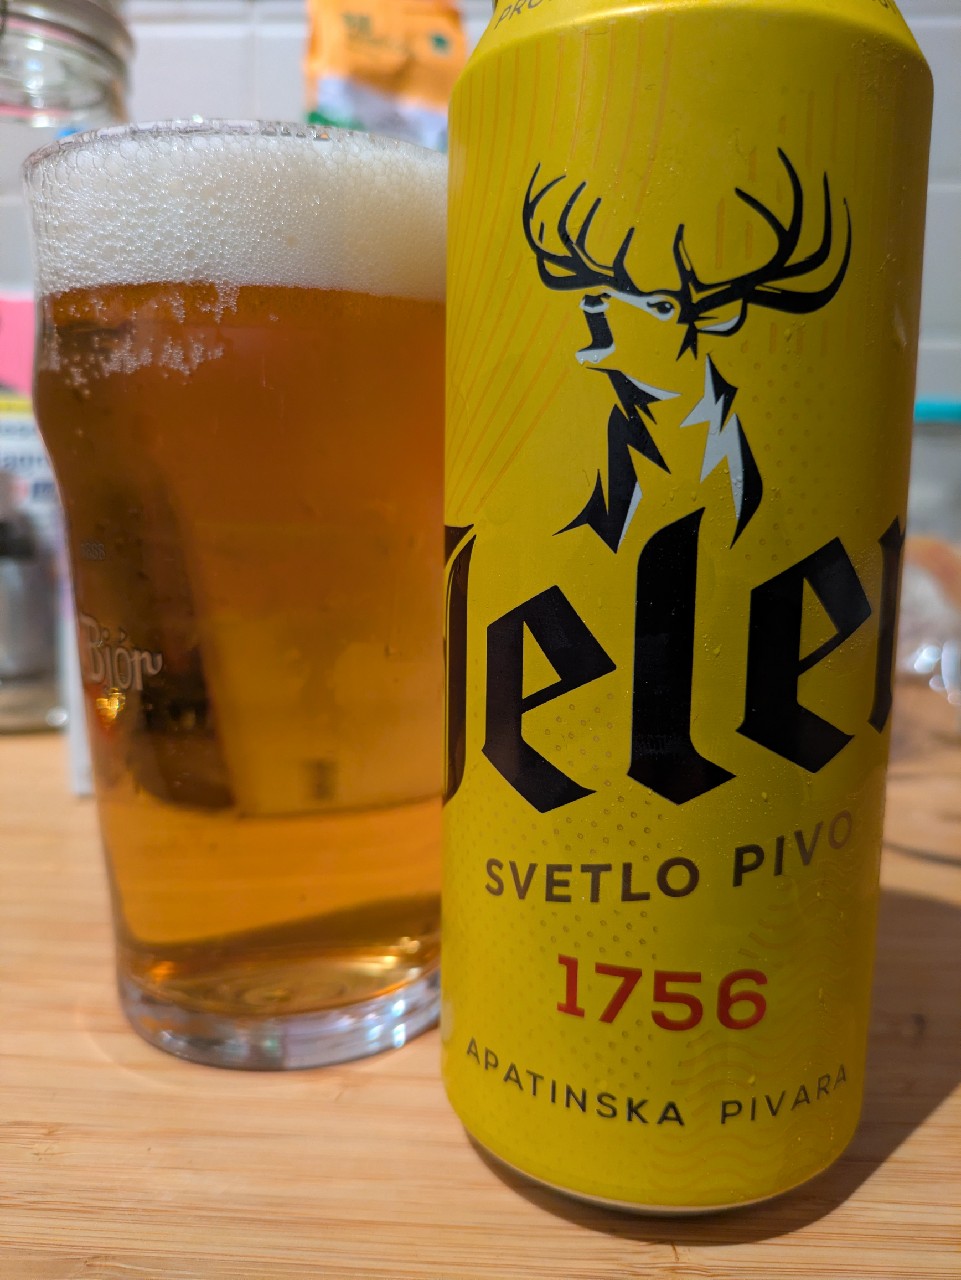 Jelen
SVETLO PIVO
1756
APATINSKA PIVARA
Bjór